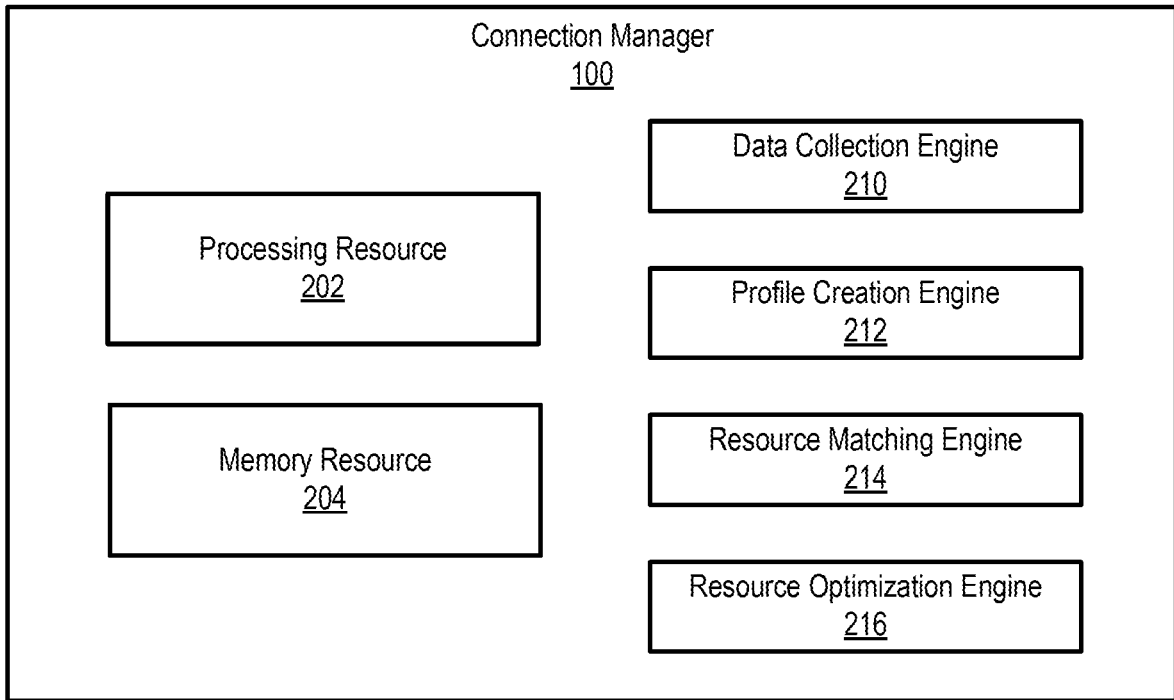 Connection Manager
100
Processing Resource
202
Memory Resource
204
Data Collection Engine
210
Profile Creation Engine
212
Resource Matching Engine
214
Resource Optimization Engine
216